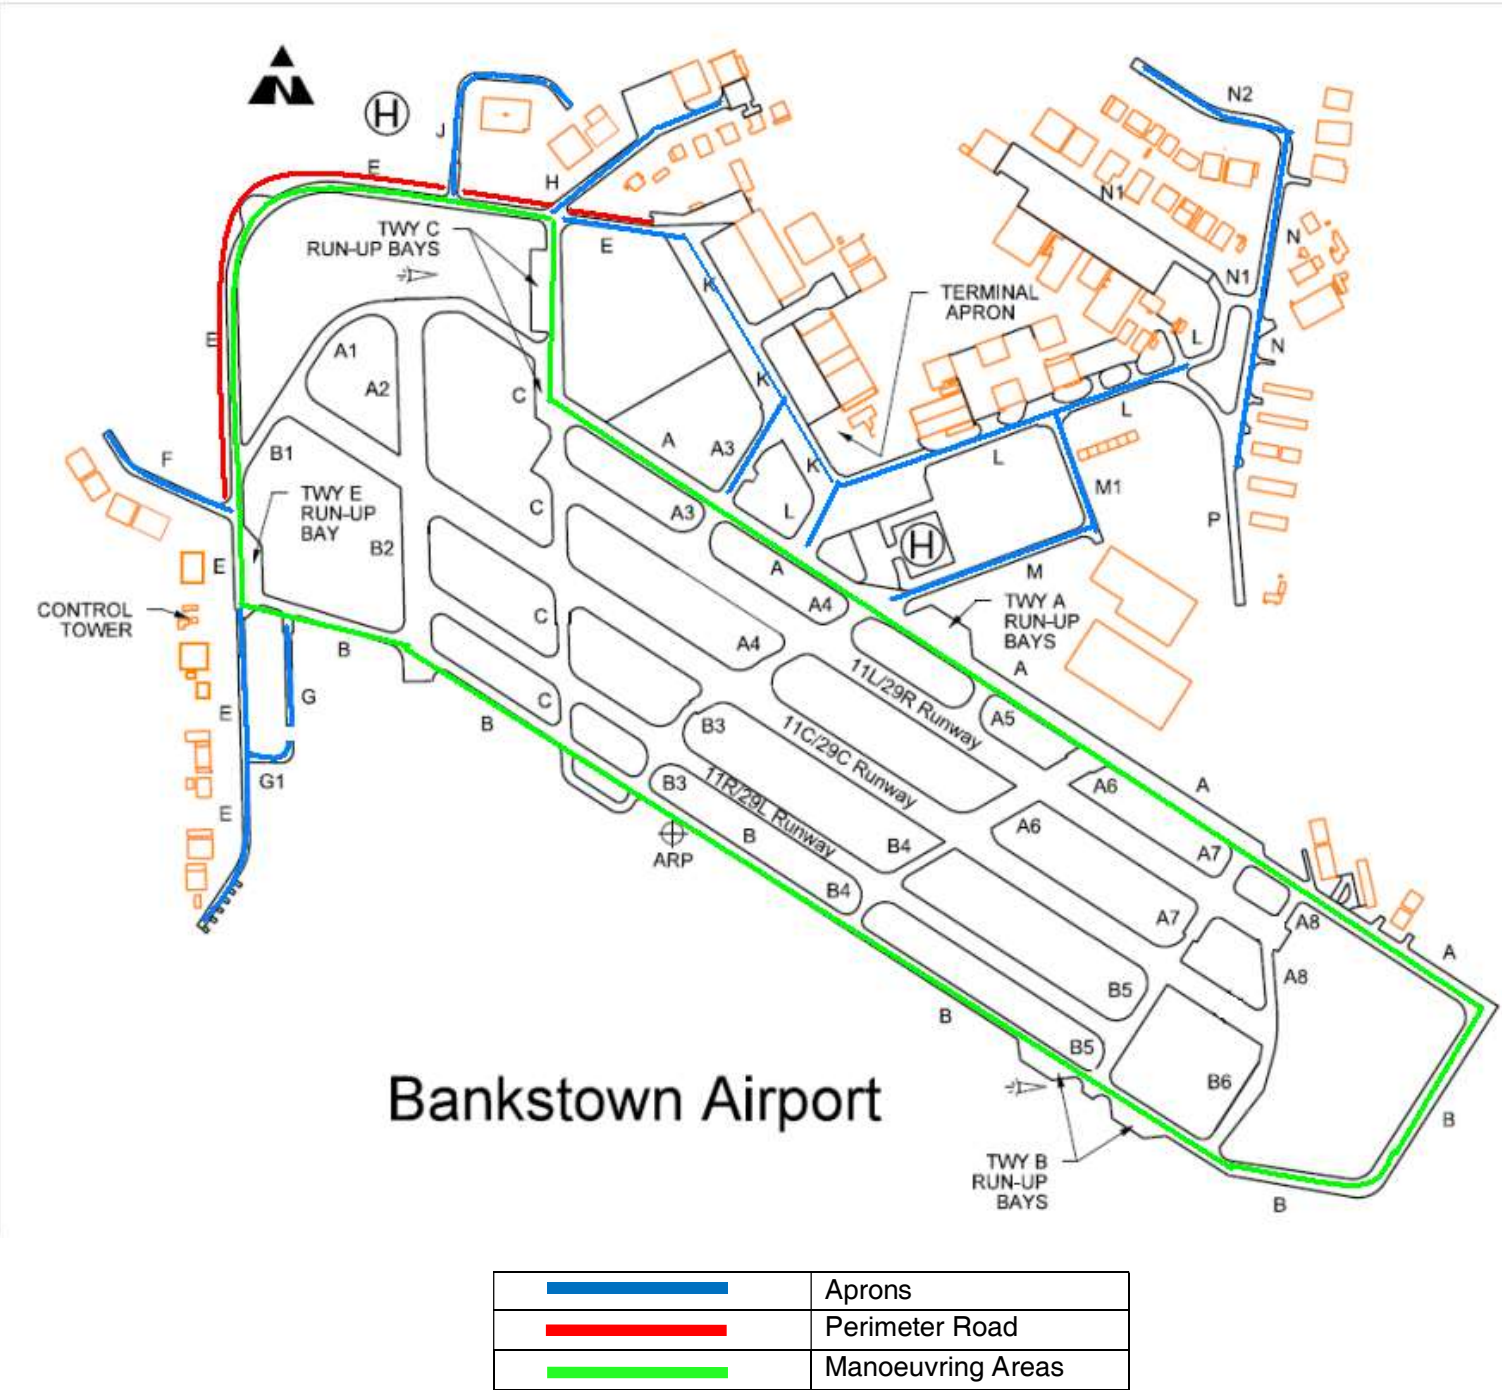 N
H
N2
J
E
H
N1
TWY C
RUN-UP BAYS
E
N
K
N1
TERMINAL
APRON
E
A1
L
N
A2
K
C
L
A
A3
B1
F
K
L
TWY E
RUN-UP
BAY
C
A3
L
M1
P
B2
H
E
A
M
CONTROL
TOWER
C
A4
TWY A
RUN-UP
BAYS
B
A4
A
11L/29R Runway
G
C
E
B
B3
A5
11C/29C Runway
G1
B3
11R/29L Runway
A6
A
E
ARP
B
B4
A6
A7
B4
A7
A8
A
A8
B5
B
B5
B6
Bankstown Airport
B
TWY B
RUN-UP
BAYS
B
Aprons
Perimeter Road
Manoeuvring Areas